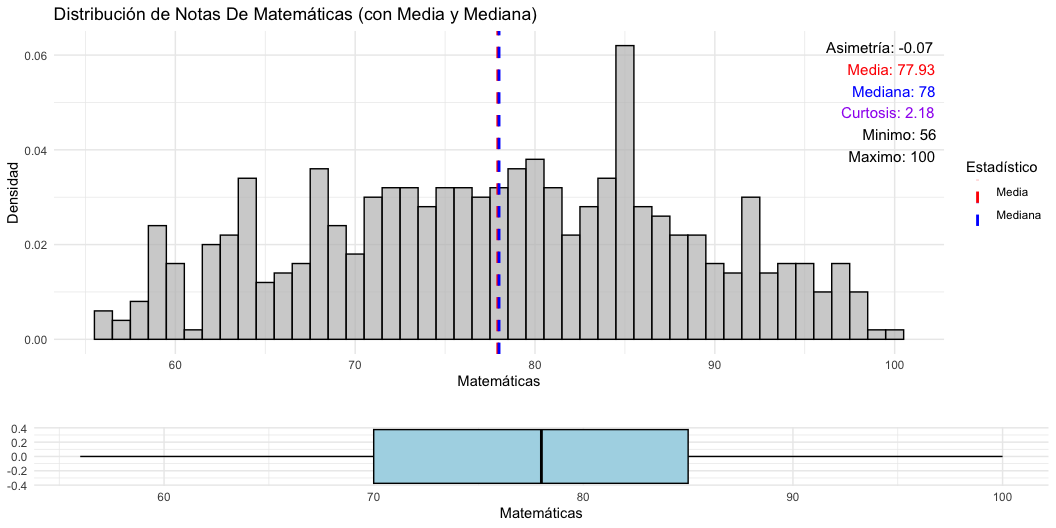 Distribución de Notas De Matemáticas (con Media y Mediana)
Asimetría: -0.07
Media: 77.93
Mediana: 78
Curtosis: 2.18
Minimo: 56
Maximo: 100
Densidad
0.06
0.04
0.02
0.00
60 70 80 90 100
Matemáticas
Estadístico
Media
Mediana
0.4
0.2
0.0
-0.2
-0.4
60 70 80 90 100
Matemáticas